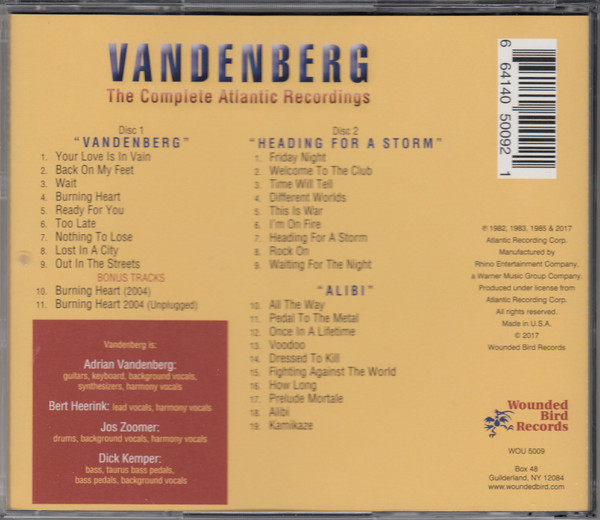 VANDENBERG
The Complete Atlantic Recordings
Disc 1
"VANDENBERG"
1. Your Love Is In Vain
2. Back On My Feet
3. Wait
4. Burning Heart
5. Ready For You
6. Too Late
7. Nothing To Lose
8. Lost In A City
9. Out In The Streets
BONUS TRACKS
10. Burning Heart (2004)
11. Burning Heart 2004 (Unplugged)
Vandenberg is:
Adrian Vandenberg:
guitars, keyboard, background vocals,
synthesizers, harmony vocals
Bert Heerink: lead vocals, harmony vocals
Jos Zoomer:
drums, background vocals, harmony vocals
Dick Kemper:
bass, taurus bass pedals,
bass pedals, background vocals
Disc 2
"HEADING FOR A STORM"
1. Friday Night
2. Welcome To The Club
3. Time Will Tell
4. Different Worlds
5. This Is War
6. I'm On Fire
7. Heading For A Storm
8. Rock On
9. Waiting For The Night
"ALIBI"
10. All The Way
11. Pedal To The Metal
12. Once In A Lifetime
13. Voodoo
14. Dressed To Kill
15. Fighting Against The World
16. How Long
17. Prelude Mortale
18. Alibi
19. Kamikaze
6 64140 50092 1
℗ 1982, 1983, 1985 & 2017
Atlantic Recording Corp.
Manufactured by
Rhino Entertainment Company,
a Warner Music Group Company.
Produced under license from
Atlantic Recording Corp.
All rights reserved.
Made in U.S.A.
© 2017
Wounded Bird Records
Wounded
Bird
Records
WOU 5009
Box 48
Guilderland, NY 12084
www.woundedbird.com